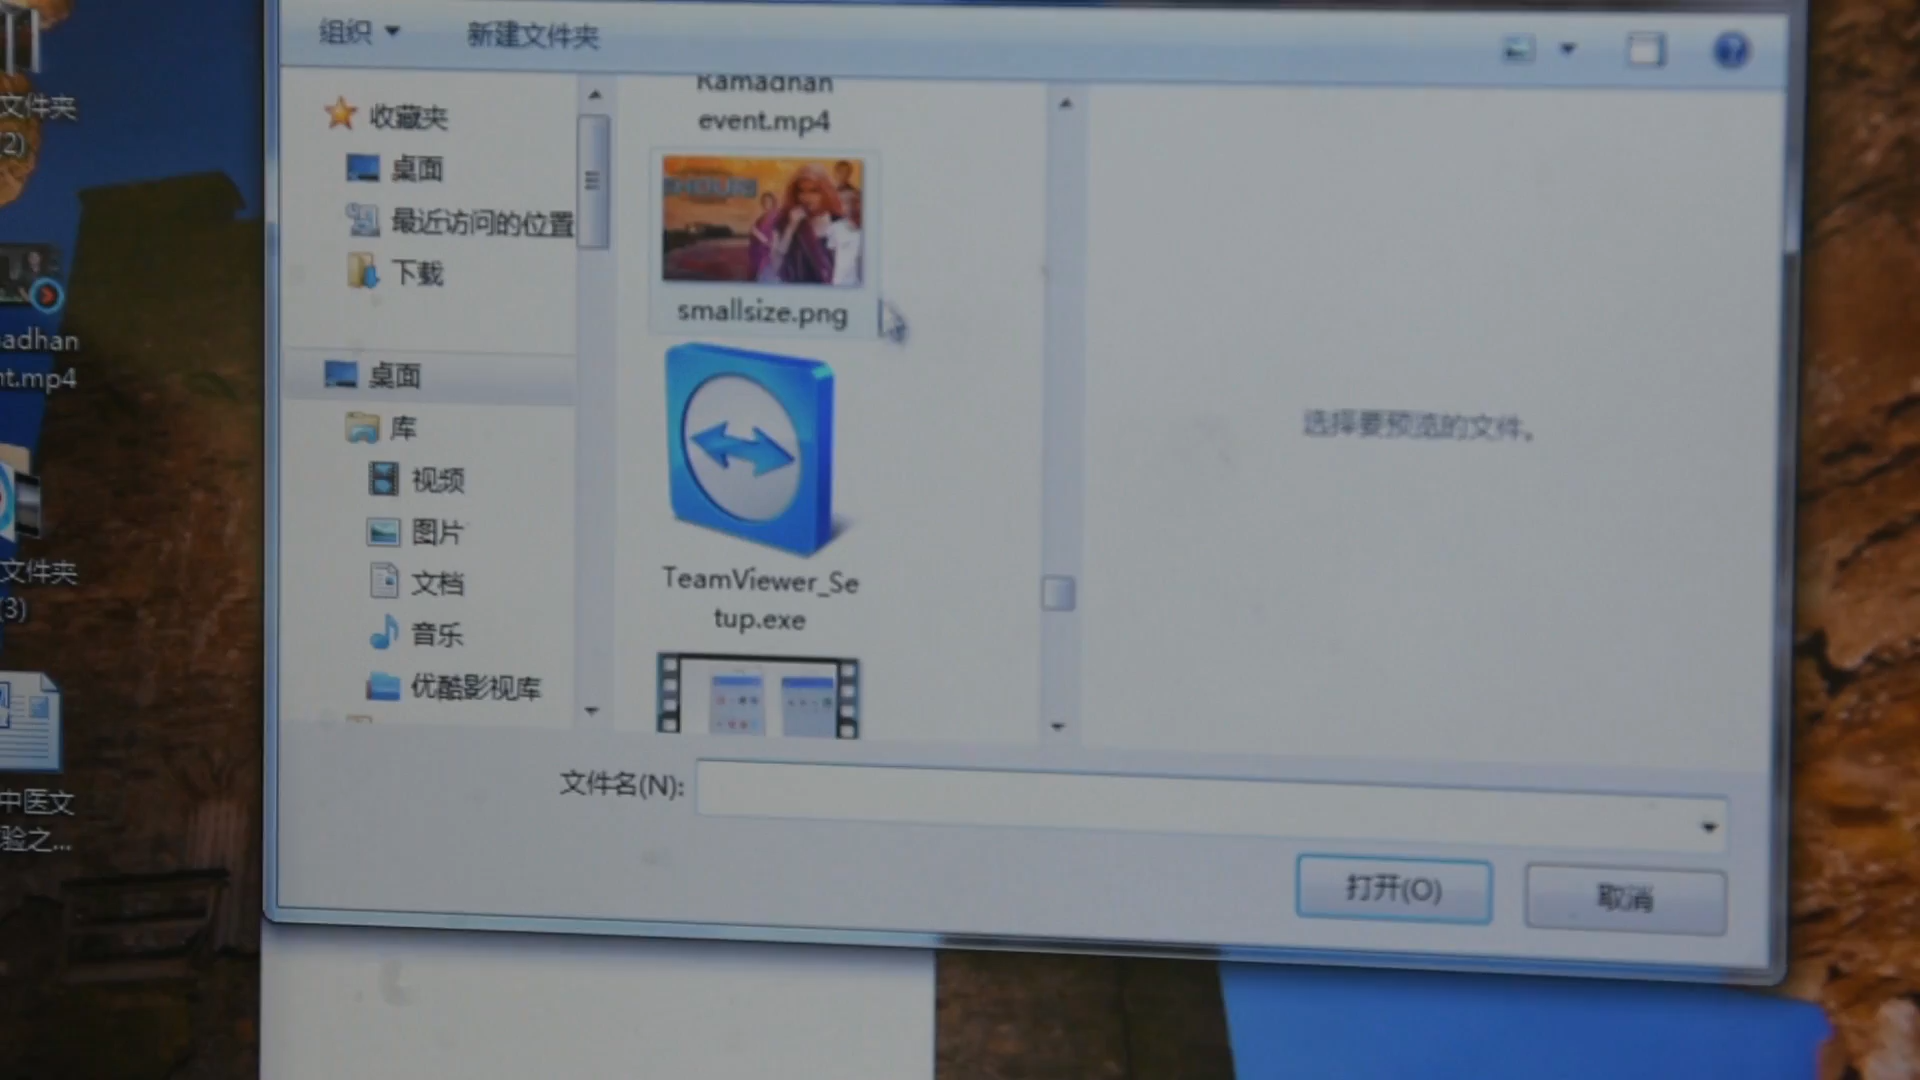 组织
新建文件夹
文件夹
(2)
adhan
nt.mp4
文件夹
(3)
中医文
验之...
收藏夹
桌面
最近访问的位置
下载
桌面
库
视频
图片
文档
音乐
优酷影视库
Ramadhan
event.mp4
smallsize.png
TeamViewer_Se
tup.exe
选择要预览的文件。
文件名(N):
打开(O)
取消